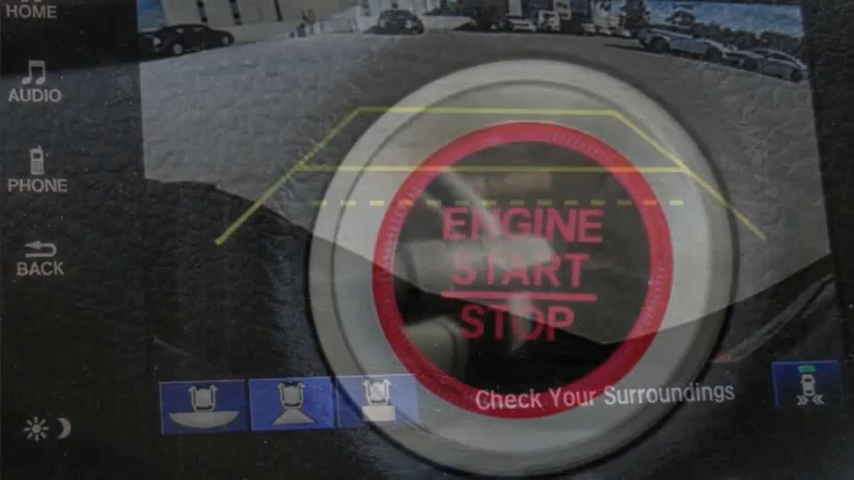 HOME
AUDIO
PHONE
BACK
ENGINE
START
STOP
Check Your Surroundings